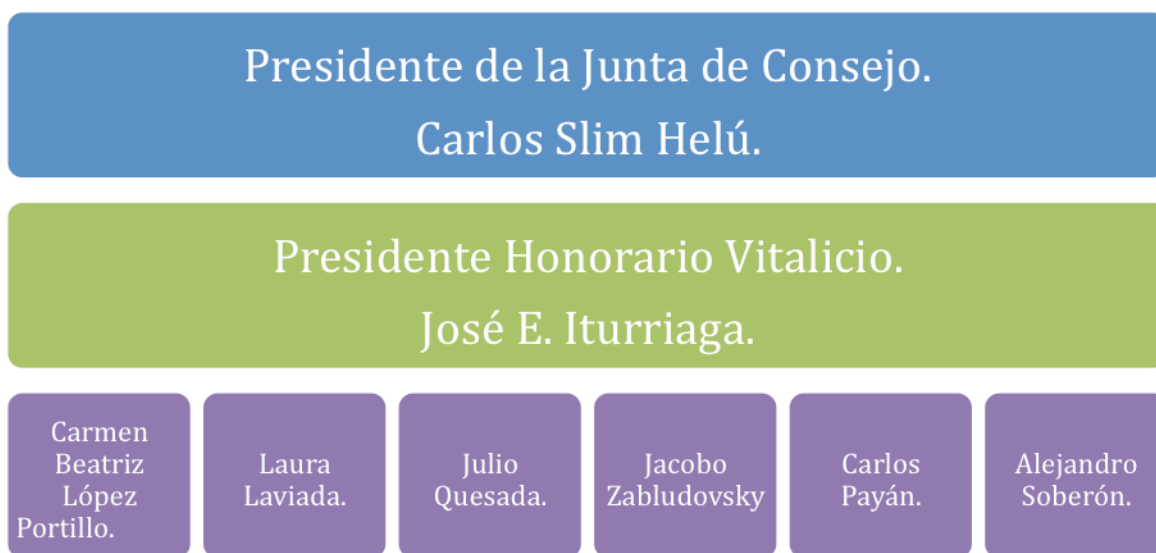 Presidente de la Junta de Consejo.
Carlos Slim Helú.
Presidente Honorario Vitalicio.
José E. Iturriaga.
Carmen
Beatriz
López
Portillo.
Laura
Laviada.
Julio
Quesada.
Jacobo
Zabludovsky
Carlos
Payán.
Alejandro
Soberón.